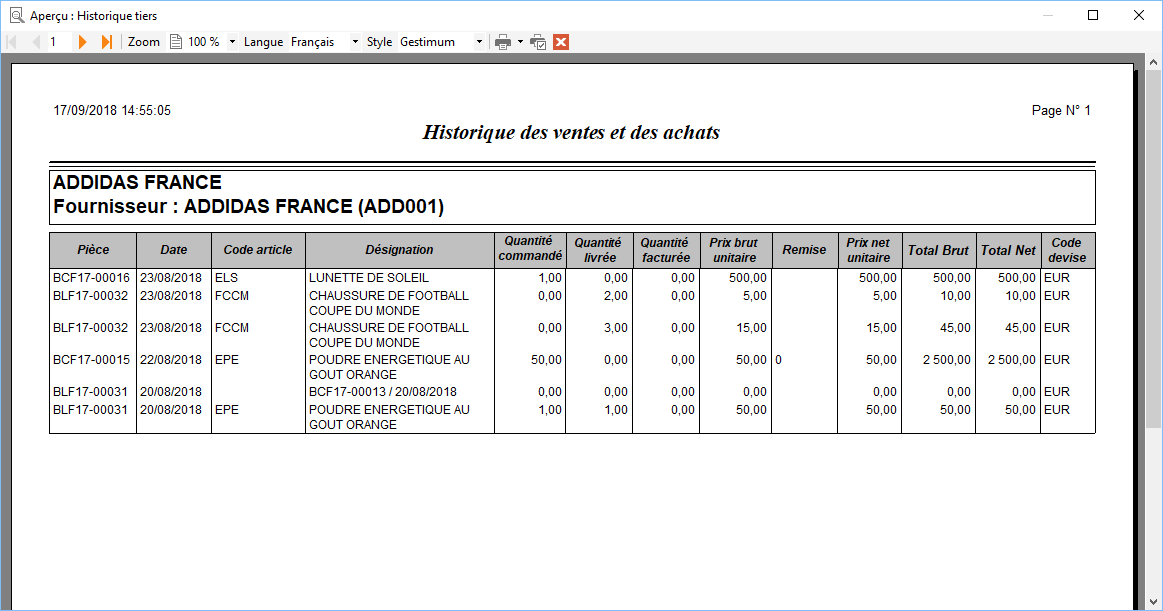 Aperçu : Historique tiers
1 Zoom 100 % Langue Français Style Gestimum
17/09/2018 14:55:05 Page N° 1
Historique des ventes et des achats
ADDIDAS FRANCE
Fournisseur : ADDIDAS FRANCE (ADD001)
Pièce Date Code article Désignation Quantité commandé Quantité livrée Quantité facturée Prix brut unitaire Remise Prix net unitaire Total Brut Total Net Code devise
BCF17-00016 23/08/2018 ELS LUNETTE DE SOLEIL 1,00 0,00 0,00 500,00 500,00 500,00 500,00 EUR
BLF17-00032 23/08/2018 FCCM CHAUSSURE DE FOOTBALL 0,00 2,00 0,00 5,00 5,00 10,00 10,00 EUR
COUPE DU MONDE
BLF17-00032 23/08/2018 FCCM CHAUSSURE DE FOOTBALL 0,00 3,00 0,00 15,00 15,00 45,00 45,00 EUR
COUPE DU MONDE
BCF17-00015 22/08/2018 EPE POUDRE ENERGETIQUE AU 50,00 0,00 0,00 50,00 0 50,00 2 500,00 2 500,00 EUR
GOUT ORANGE
BLF17-00031 20/08/2018 BCF17-00013 / 20/08/2018 0,00 0,00 0,00 0,00 0,00 0,00 0,00 EUR
BLF17-00031 20/08/2018 EPE POUDRE ENERGETIQUE AU 1,00 1,00 0,00 50,00 50,00 50,00 50,00 EUR
GOUT ORANGE